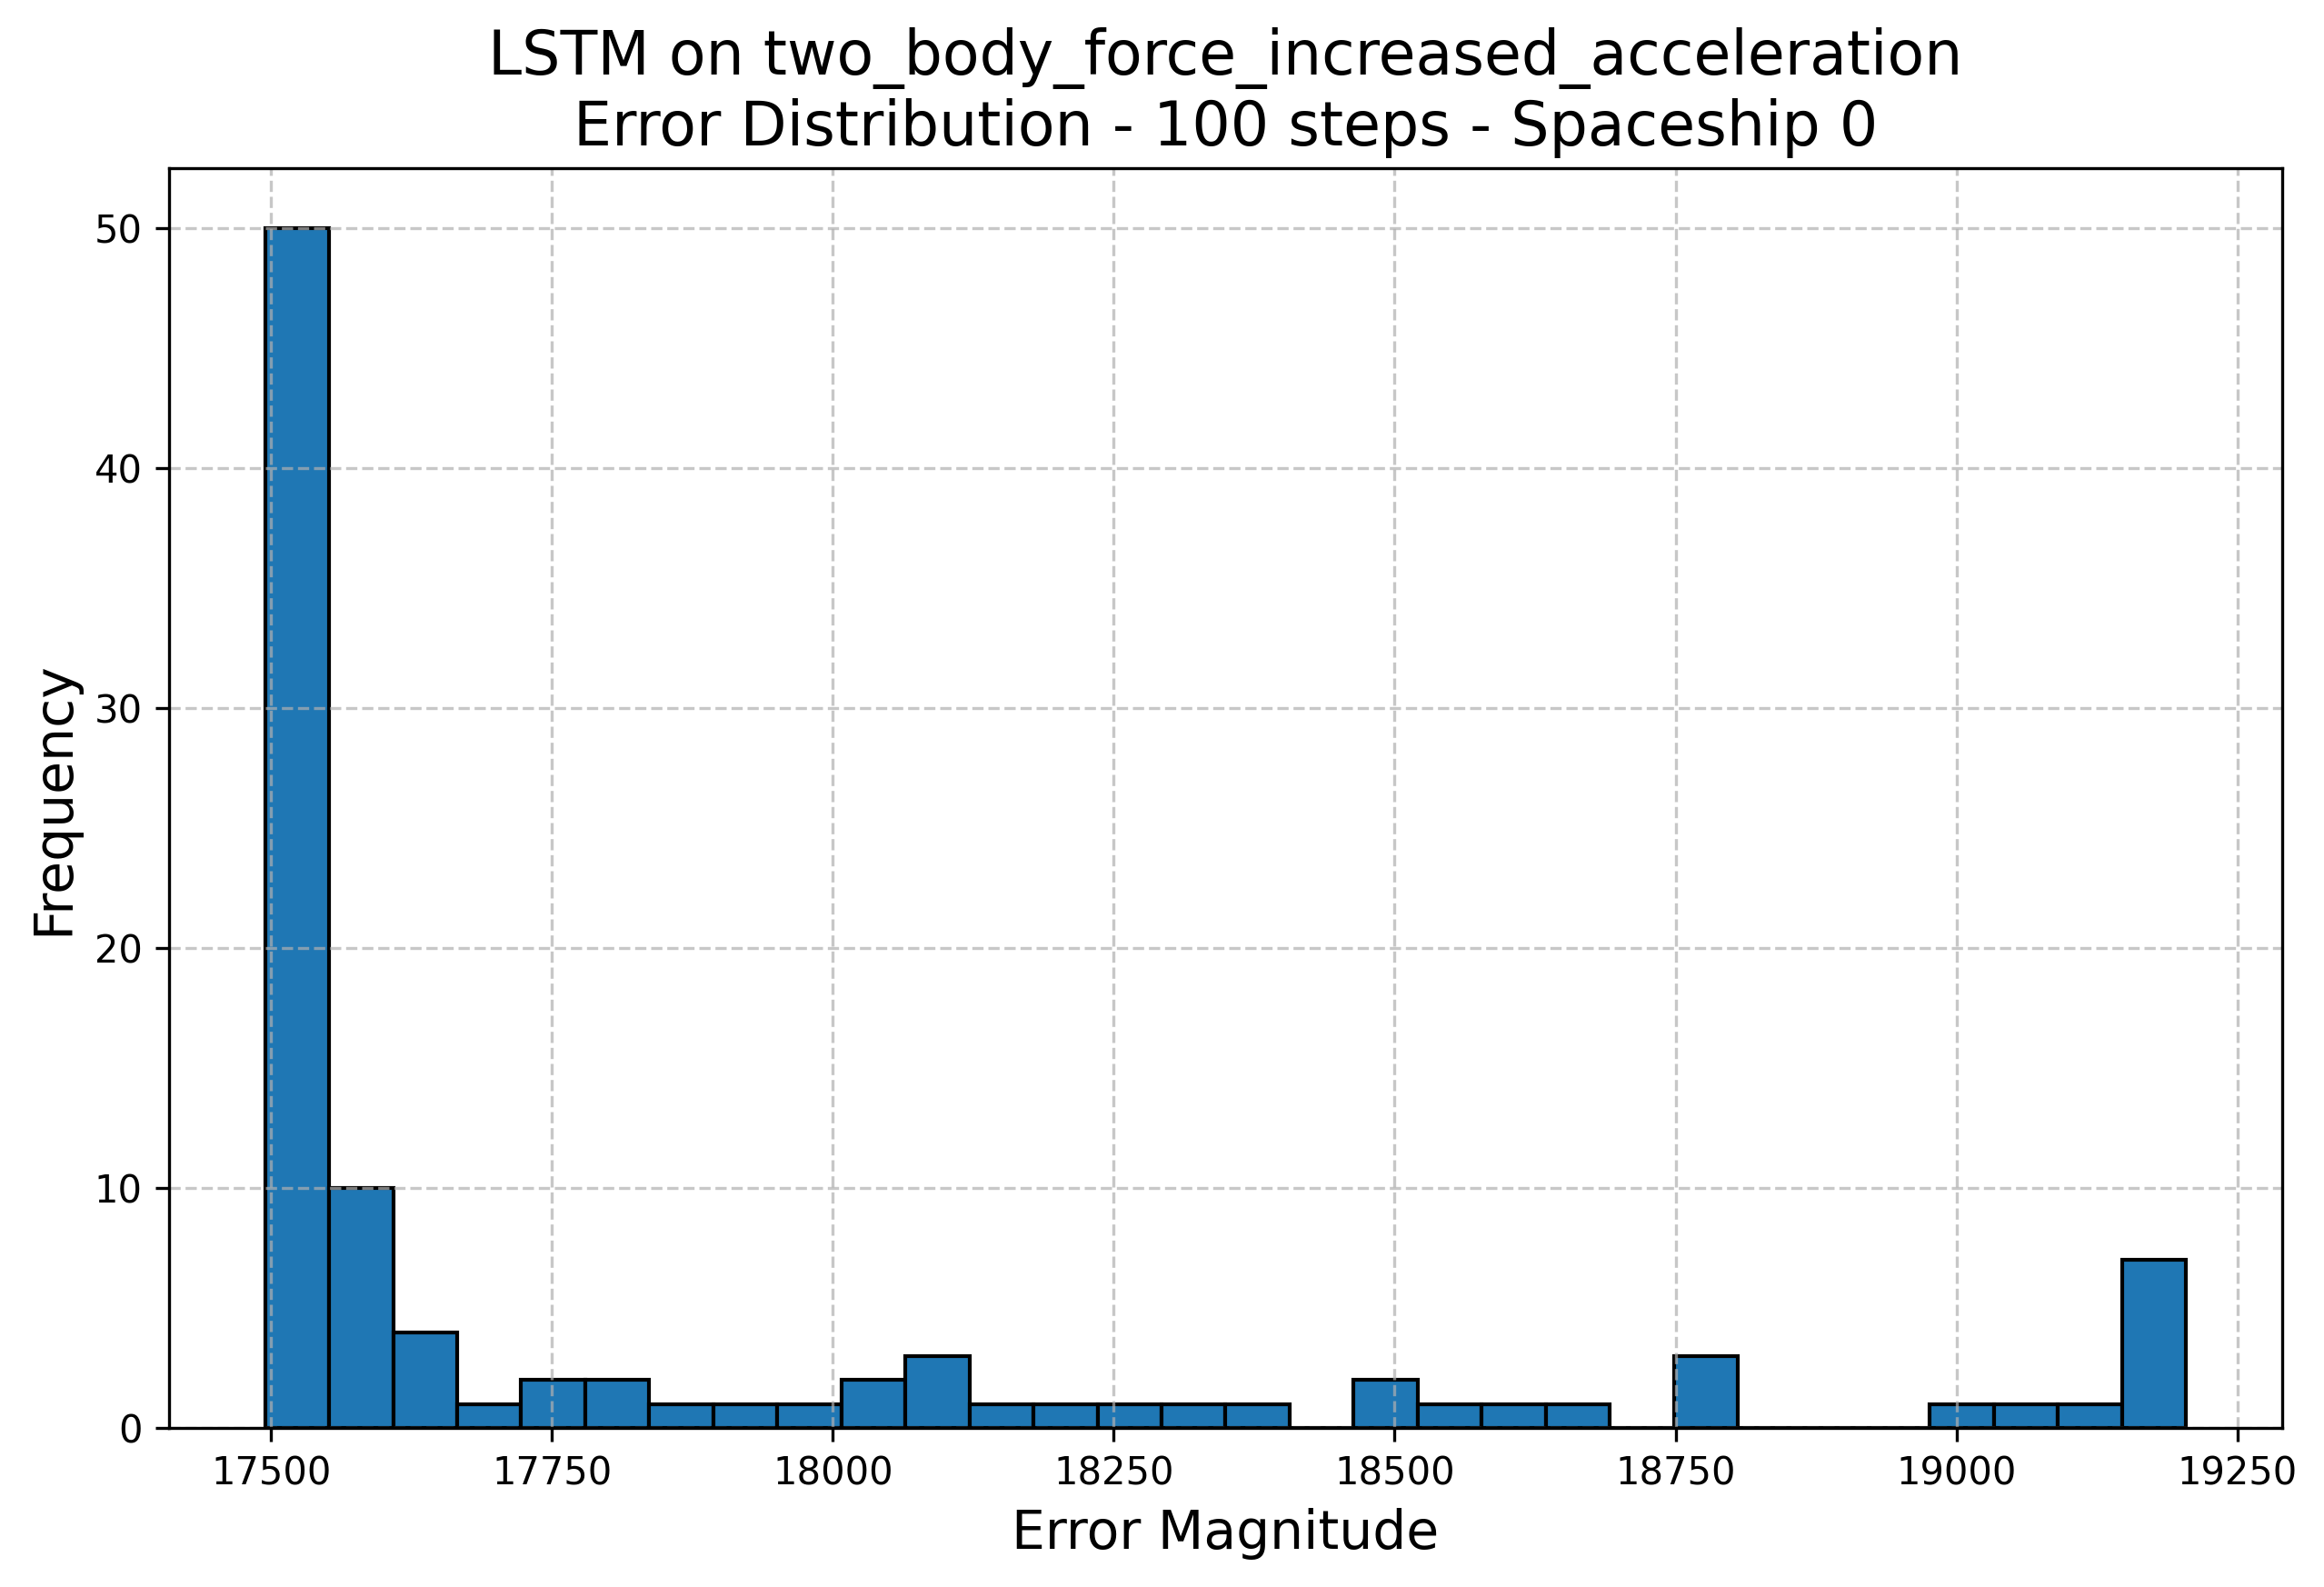 LSTM on two_body_force_increased_acceleration
Error Distribution - 100 steps - Spaceship 0
Frequency
50
40
30
20
10
0
17500 17750 18000 18250 18500 18750 19000 19250
Error Magnitude